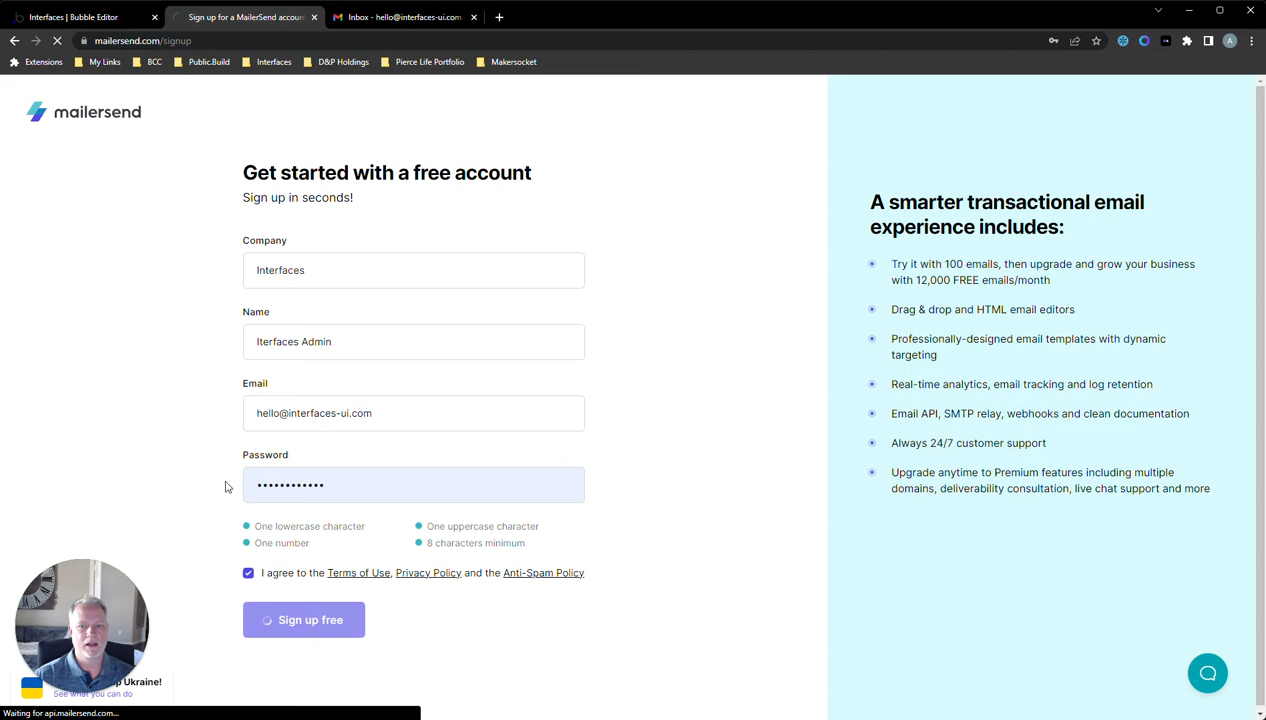 Interfaces | Bubble Editor
Sign up for a MailerSend account
Inbox - hello@interfaces-ui.com
mailersend.com/signup
A
Extensions
My Links
BCC
Public.Build
Interfaces
D&P Holdings
Pierce Life Portfolio
Makersocket
mailersend
Get started with a free account
Sign up in seconds!
Company
Interfaces
Name
Iterfaces Admin
Email
hello@interfaces-ui.com
Password
One lowercase character
One uppercase character
One number
8 characters minimum
I agree to the Terms of Use, Privacy Policy and the Anti-Spam Policy
Sign up free
A smarter transactional email
experience includes:
Try it with 100 emails, then upgrade and grow your business
with 12,000 FREE emails/month
Drag & drop and HTML email editors
Professionally-designed email templates with dynamic
targeting
Real-time analytics, email tracking and log retention
Email API, SMTP relay, webhooks and clean documentation
Always 24/7 customer support
Upgrade anytime to Premium features including multiple
domains, deliverability consultation, live chat support and more
Ukraine!
See what you can do
Waiting for api.mailersend.com...